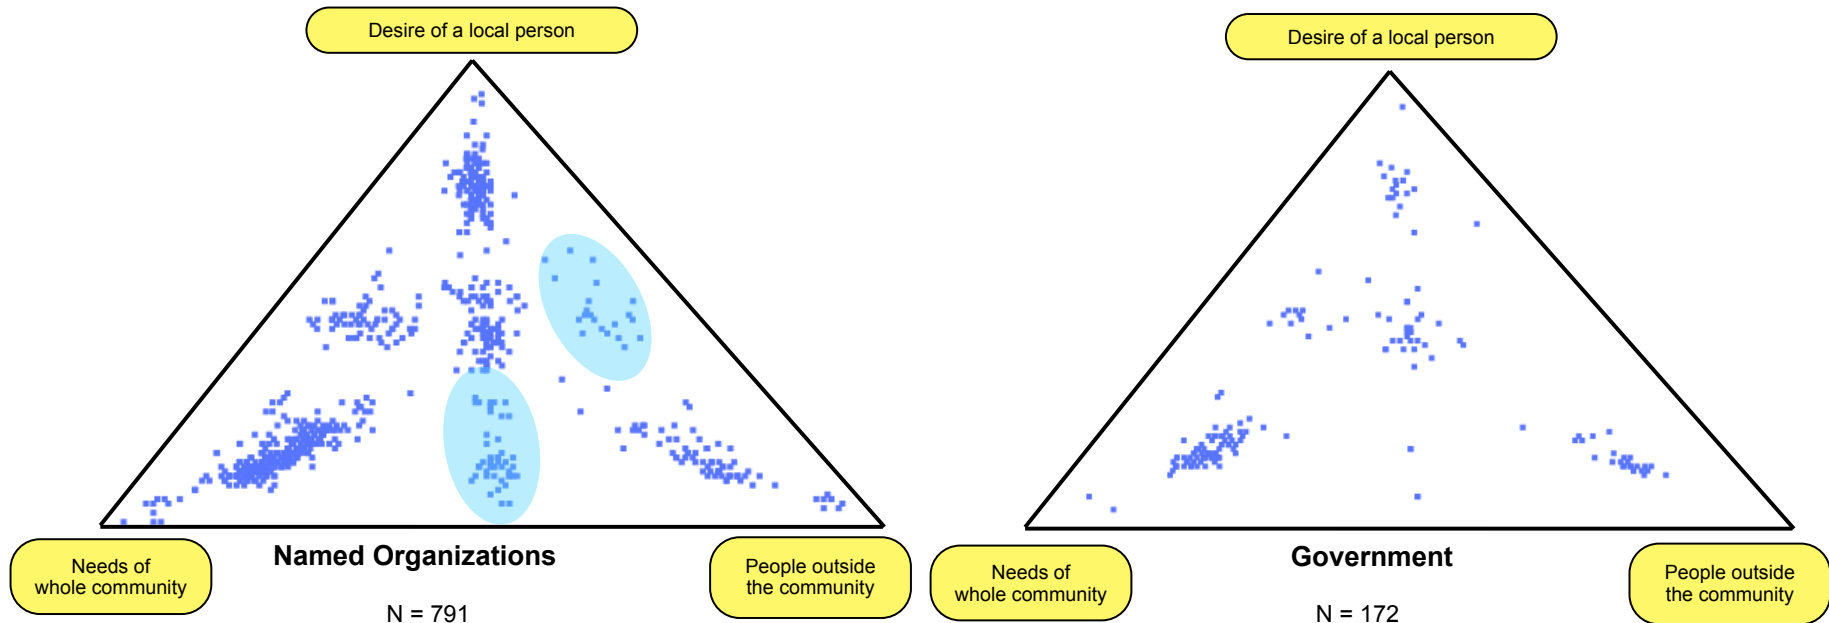 Desire of a local person
Desire of a local person
Needs of
whole community
Named Organizations
People outside
the community
N = 791
Needs of
whole community
Government
People outside
the community
N = 172